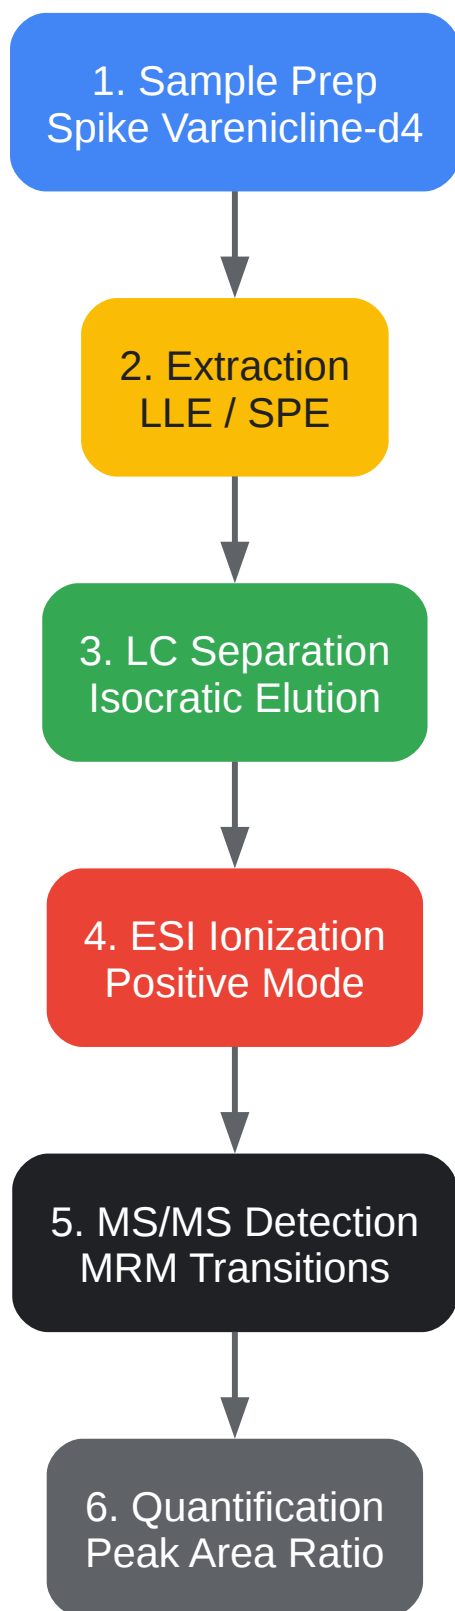 1. Sample Prep
Spike Varenicline-d4
2. Extraction
LLE / SPE
3. LC Separation
Isocratic Elution
4. ESI Ionization
Positive Mode
5. MS/MS Detection
MRM Transitions
6. Quantification
Peak Area Ratio